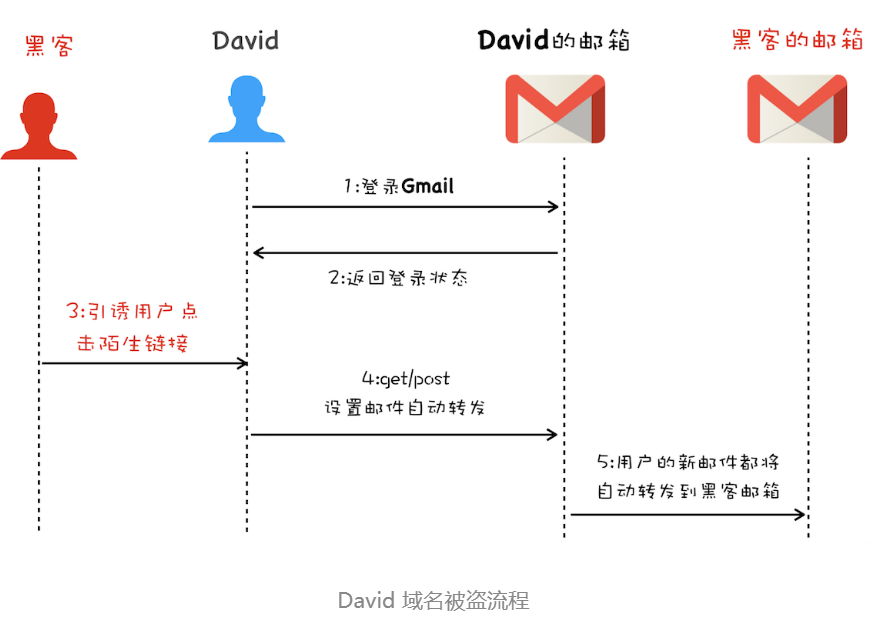 黑客
David
David的邮箱
黑客的邮箱
1:登录Gmail
2:返回登录状态
3:引诱用户点
击陌生链接
4:get/post
设置邮件自动转发
5:用户的新邮件都将
自动转发到黑客邮箱
David 域名被盗流程